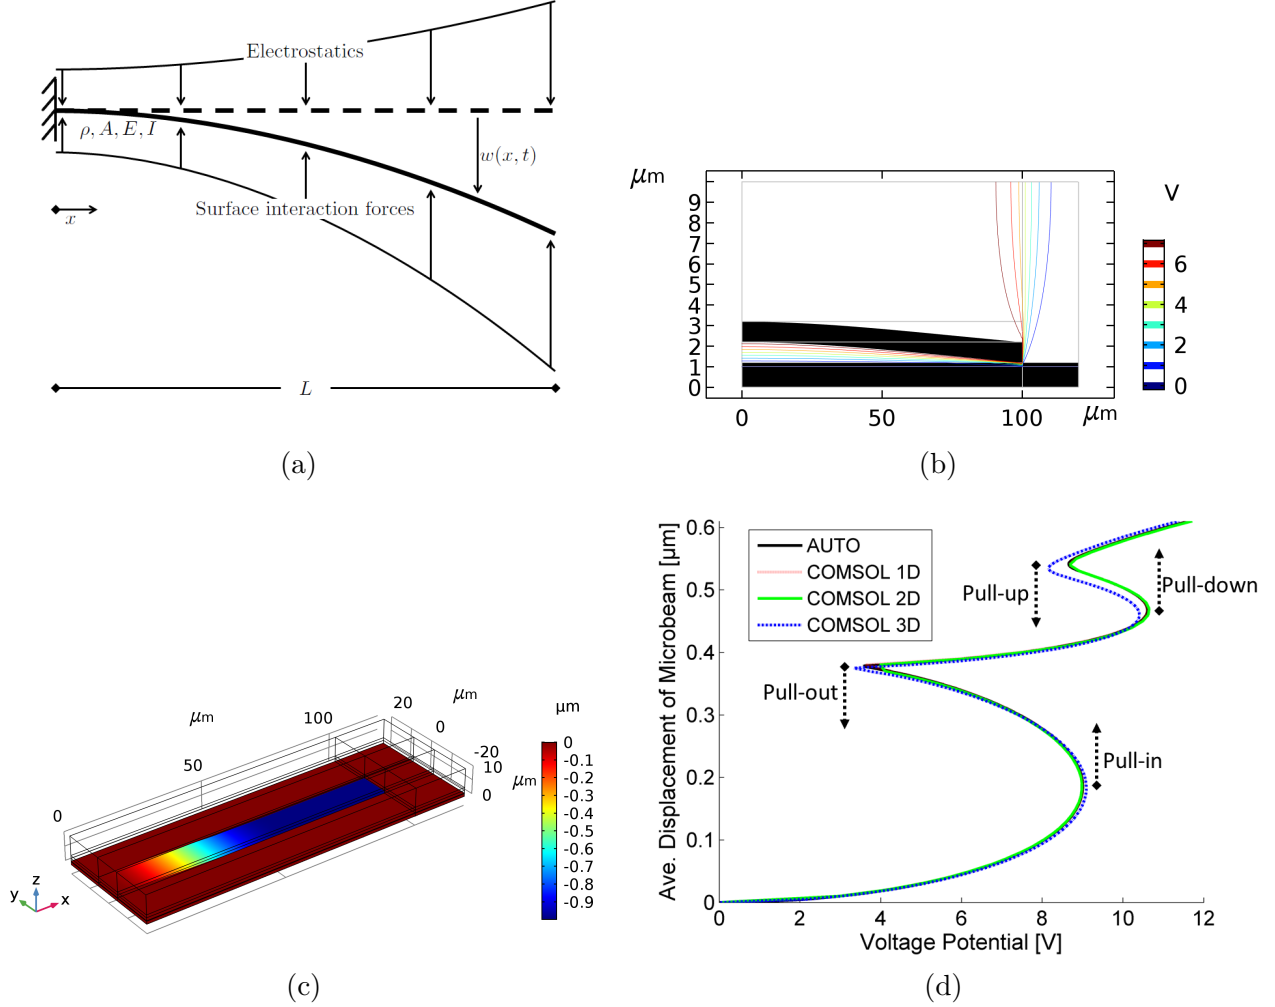 Electrostatics
ρ, A, E, I
w(x, t)
Surface interaction forces
x
L
(a)
μm
9
8
7
6
5
4
3
2
1
0
0
50
100
μm
V
6
4
2
0
(b)
μm
0
50
100
μm
20
0
-20
μm
10
0
μm
0
-0.1
-0.2
-0.3
-0.4
-0.5
-0.6
-0.7
-0.8
-0.9
z
y
x
(c)
Ave. Displacement of Microbeam [μm]
0.6
0.5
0.4
0.3
0.2
0.1
0
AUTO
COMSOL 1D
COMSOL 2D
COMSOL 3D
Pull-up
Pull-down
Pull-out
Pull-in
0
2
4
6
8
10
12
Voltage Potential [V]
(d)